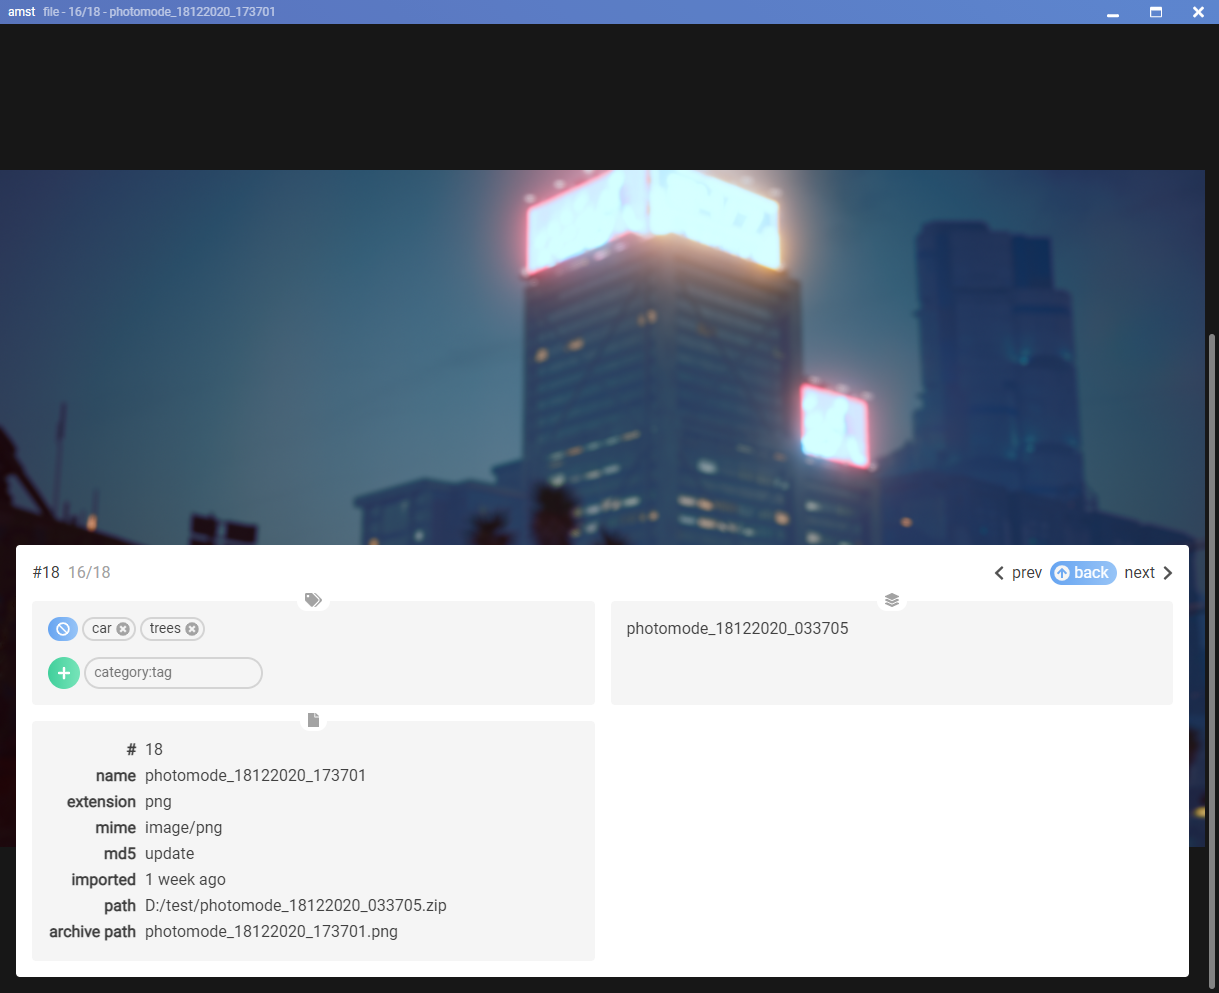 amst file - 16/18 - photomode_18122020_173701
#18 16/18
prev back next
car trees
category:tag
photomode_18122020_033705
# 18
name photomode_18122020_173701
extension png
mime image/png
md5 update
imported 1 week ago
path D:/test/photomode_18122020_033705.zip
archive path photomode_18122020_173701.png